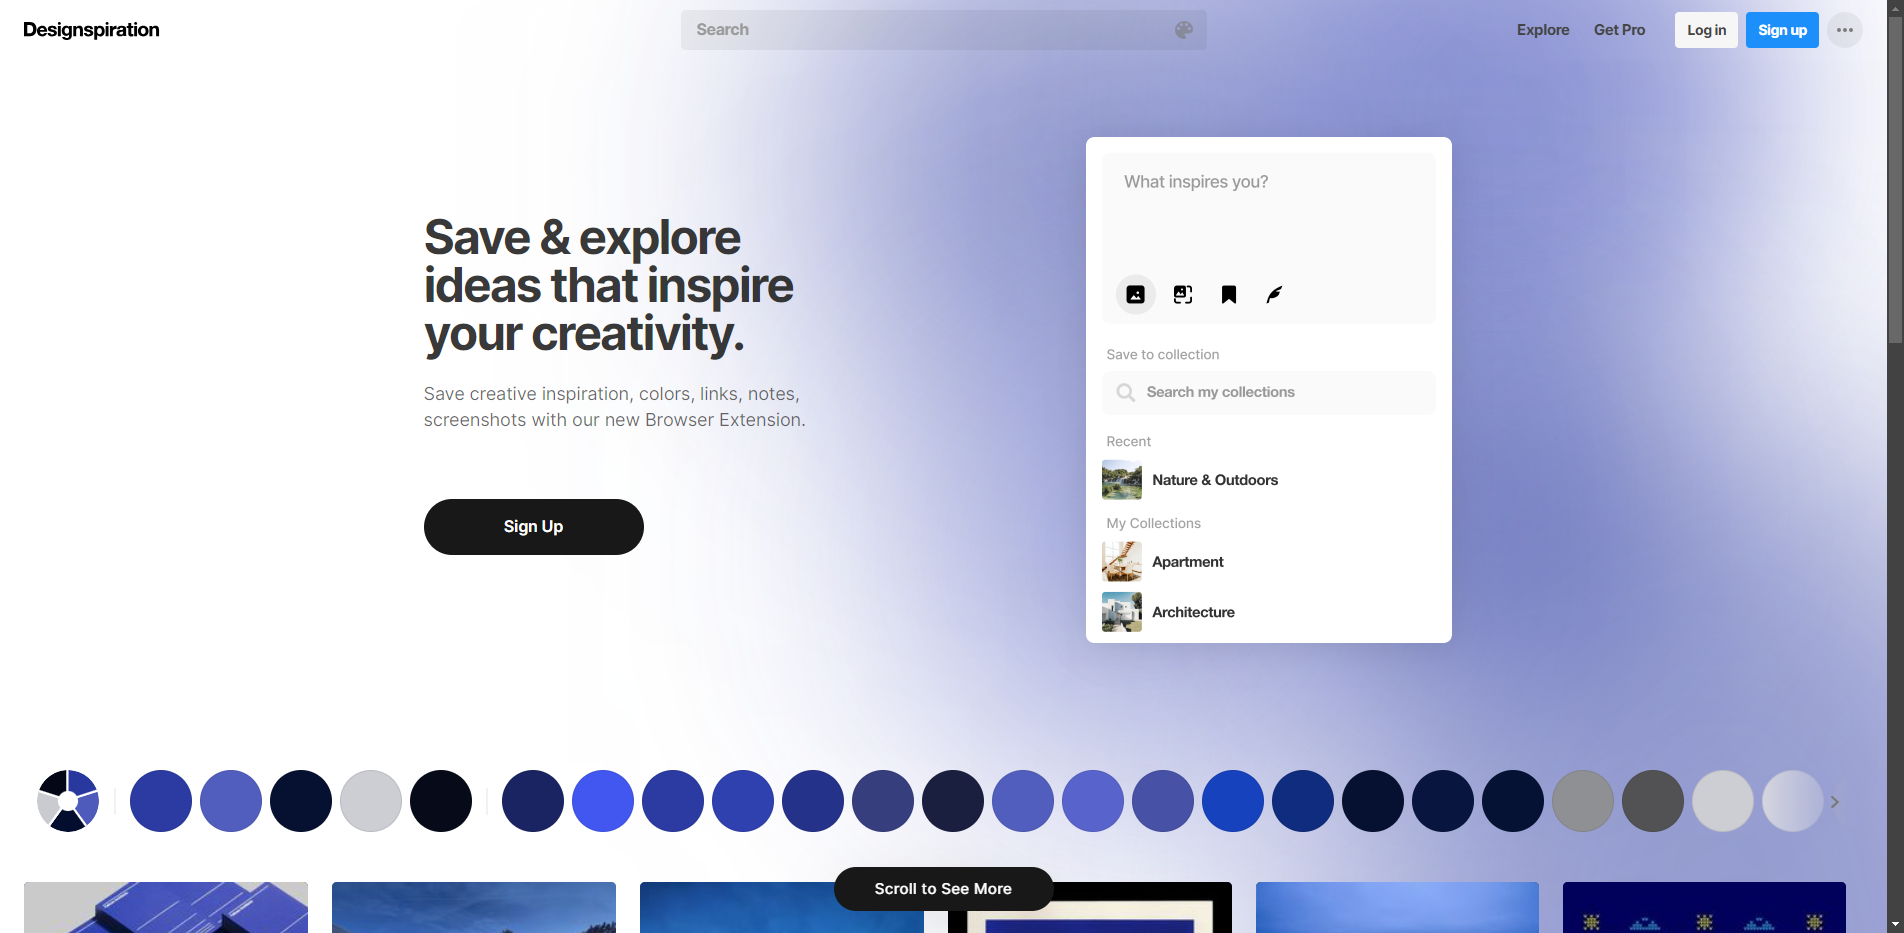 Designspiration
Search
Explore
Get Pro
Log in
Sign up
What inspires you?
Save & explore
ideas that inspire
your creativity.
Save creative inspiration, colors, links, notes,
screenshots with our new Browser Extension.
Sign Up
Save to collection
Search my collections
Recent
Nature & Outdoors
My Collections
Apartment
Architecture
Scroll to See More